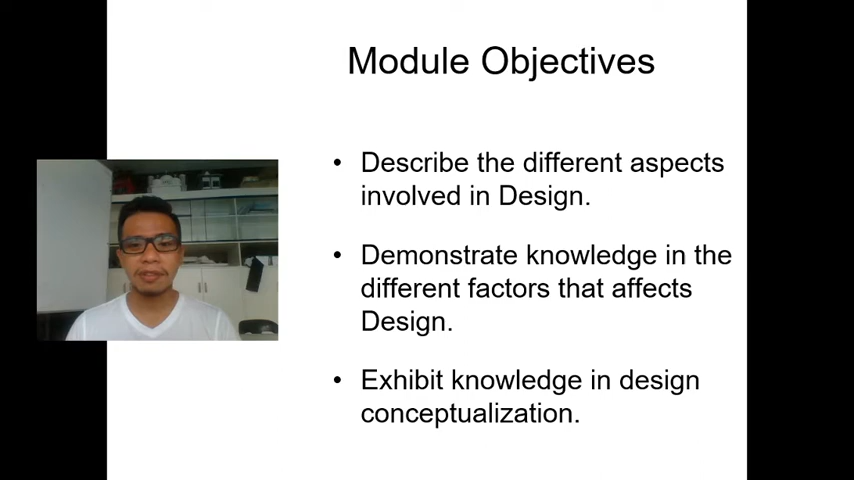 Module Objectives
• Describe the different aspects
involved in Design.
• Demonstrate knowledge in the
different factors that affects
Design.
• Exhibit knowledge in design
conceptualization.